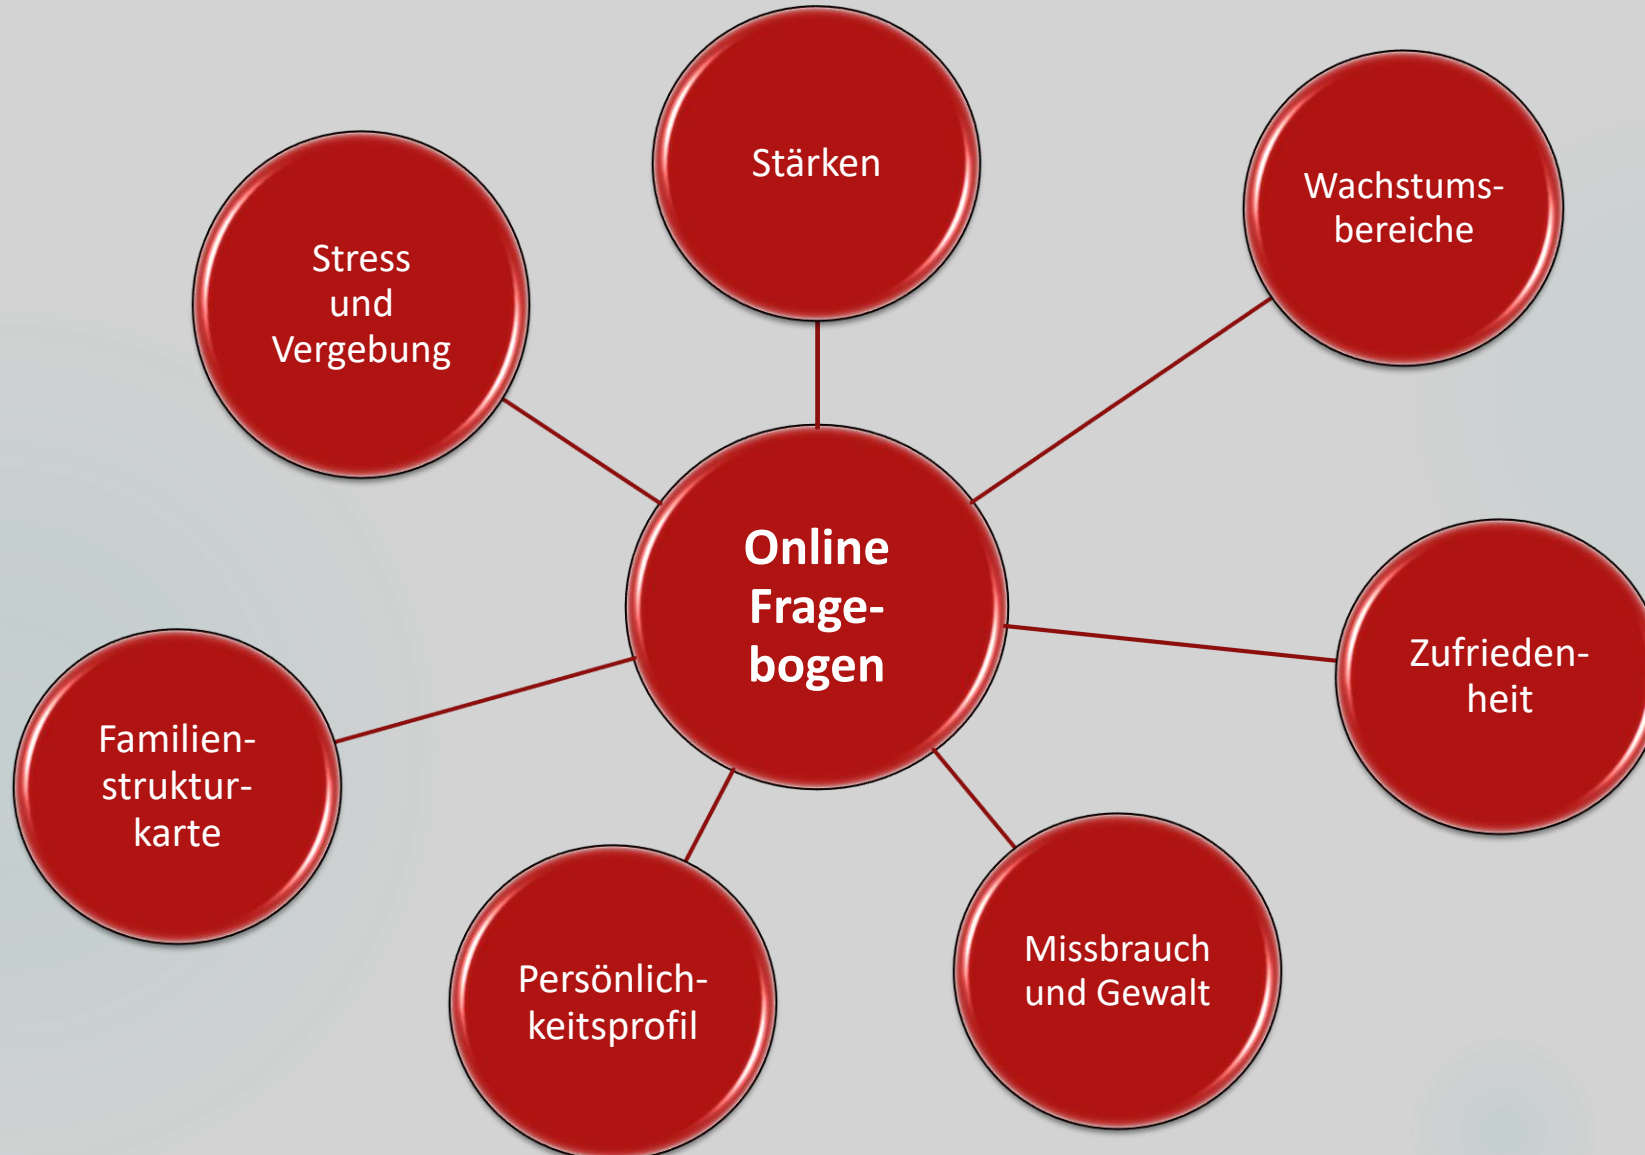 Stärken
Wachstums-
bereiche
Stress
und
Vergebung
Online
Frage-
bogen
Zufrieden-
heit
Familien-
struktur-
karte
Persönlich-
keitsprofil
Missbrauch
und Gewalt